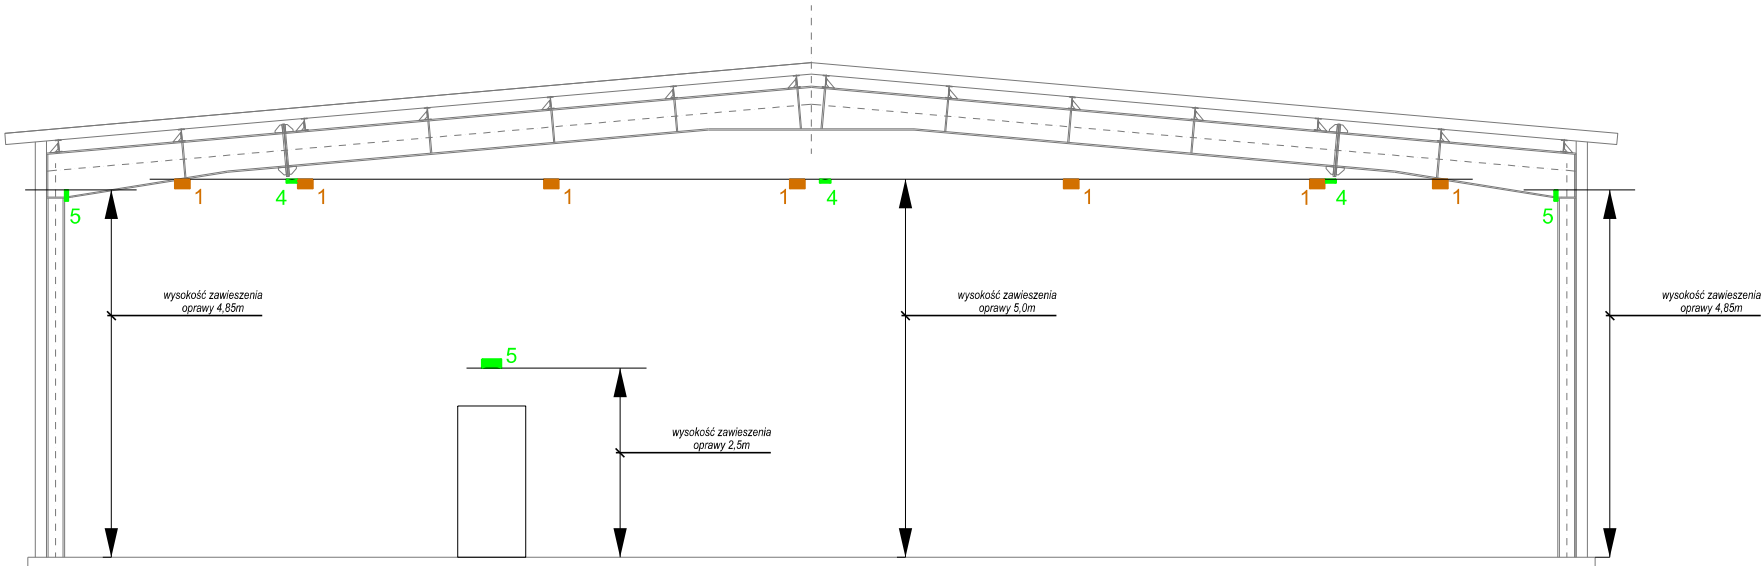 1 1 1 1 1 1 1
4 4 4
5 5
wysokość zawieszenia
oprawy 4,85m
wysokość zawieszenia
oprawy 5,0m
wysokość zawieszenia
oprawy 4,85m
5
wysokość zawieszenia
oprawy 2,5m